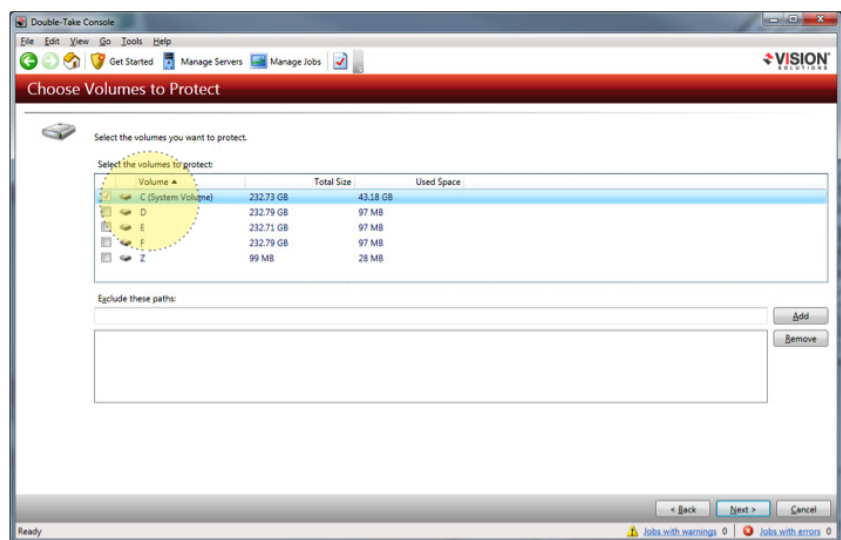 Double-Take Console
File Edit View Go Tools Help
Get Started Manage Servers Manage Jobs
VISION
SOLUTIONS
Choose Volumes to Protect
Select the volumes you want to protect.
Select the volumes to protect:
Volume Total Size Used Space
C (System Volume) 232.73 GB 43.18 GB
D 232.79 GB 97 MB
E 232.71 GB 97 MB
F 232.79 GB 97 MB
Z 99 MB 28 MB
Exclude these paths:
Add
Remove
< Back Next > Cancel
Ready Jobs with warnings 0 Jobs with errors 0